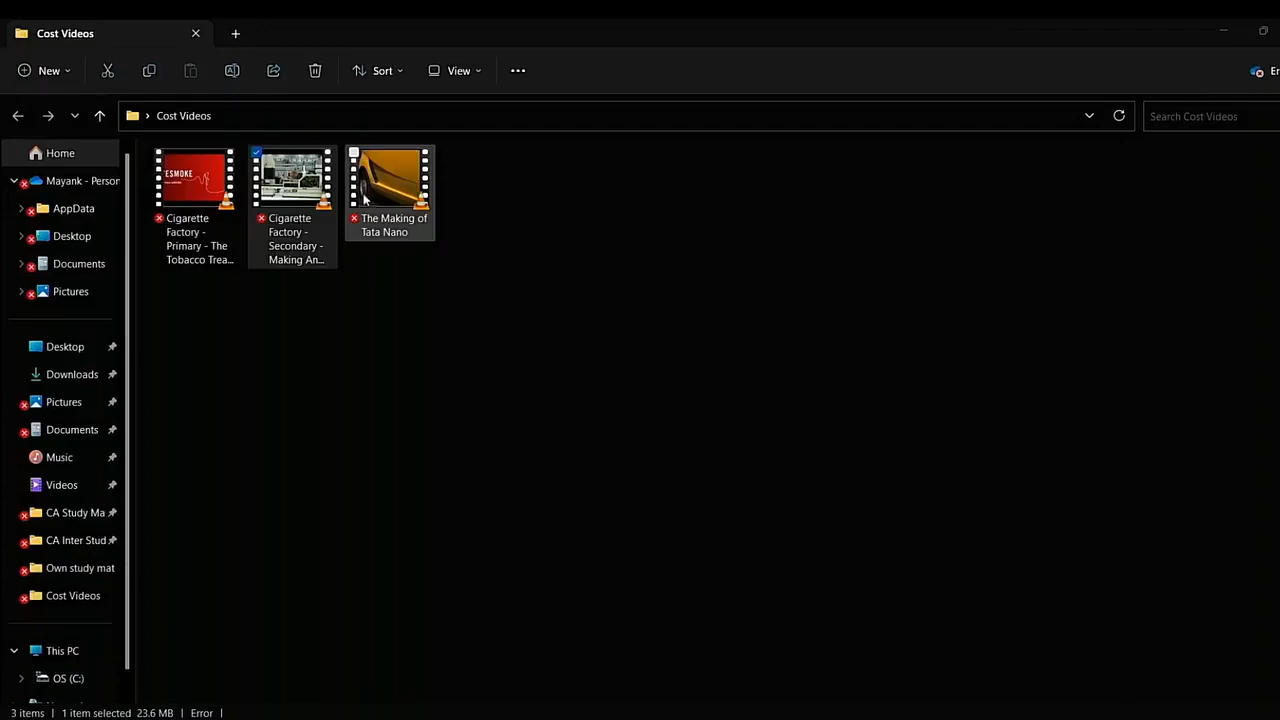 Cost Videos
New
Sort
View
Er
Cost Videos
Search Cost Videos
Home
Mayank - Person
AppData
Desktop
Documents
Pictures
Desktop
Downloads
Pictures
Documents
Music
Videos
CA Study Ma
CA Inter Stud
Own study mat
Cost Videos
This PC
OS (C:)
ESMOKE
Cigarette
Factory -
Primary - The
Tobacco Trea...
Cigarette
Factory -
Secondary -
Making An...
The Making of
Tata Nano
3 items
1 item selected 23.6 MB
Error